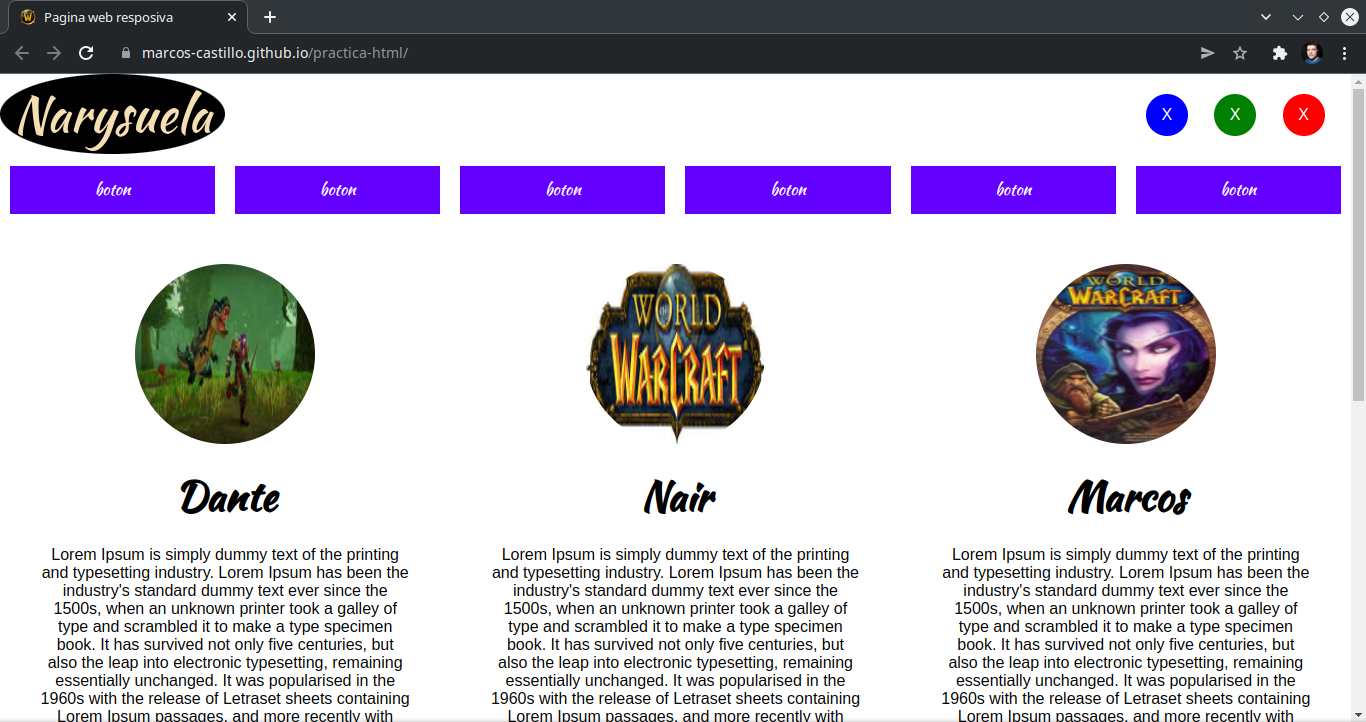 Pagina web resposiva
marcos-castillo.github.io/practica-html/
Narysuela
X X X
boton boton boton boton boton boton
WORLD OF WARCRAFT
WORLD WARCRAFT
Dante
Nair
Marcos
Lorem Ipsum is simply dummy text of the printing
and typesetting industry. Lorem Ipsum has been the
industry's standard dummy text ever since the
1500s, when an unknown printer took a galley of
type and scrambled it to make a type specimen
book. It has survived not only five centuries, but
also the leap into electronic typesetting, remaining
essentially unchanged. It was popularised in the
1960s with the release of Letraset sheets containing
Lorem Ipsum passages, and more recently with
Lorem Ipsum is simply dummy text of the printing
and typesetting industry. Lorem Ipsum has been the
industry's standard dummy text ever since the
1500s, when an unknown printer took a galley of
type and scrambled it to make a type specimen
book. It has survived not only five centuries, but
also the leap into electronic typesetting, remaining
essentially unchanged. It was popularised in the
1960s with the release of Letraset sheets containing
Lorem Ipsum passages, and more recently with
Lorem Ipsum is simply dummy text of the printing
and typesetting industry. Lorem Ipsum has been the
industry's standard dummy text ever since the
1500s, when an unknown printer took a galley of
type and scrambled it to make a type specimen
book. It has survived not only five centuries, but
also the leap into electronic typesetting, remaining
essentially unchanged. It was popularised in the
1960s with the release of Letraset sheets containing
Lorem Ipsum passages, and more recently with